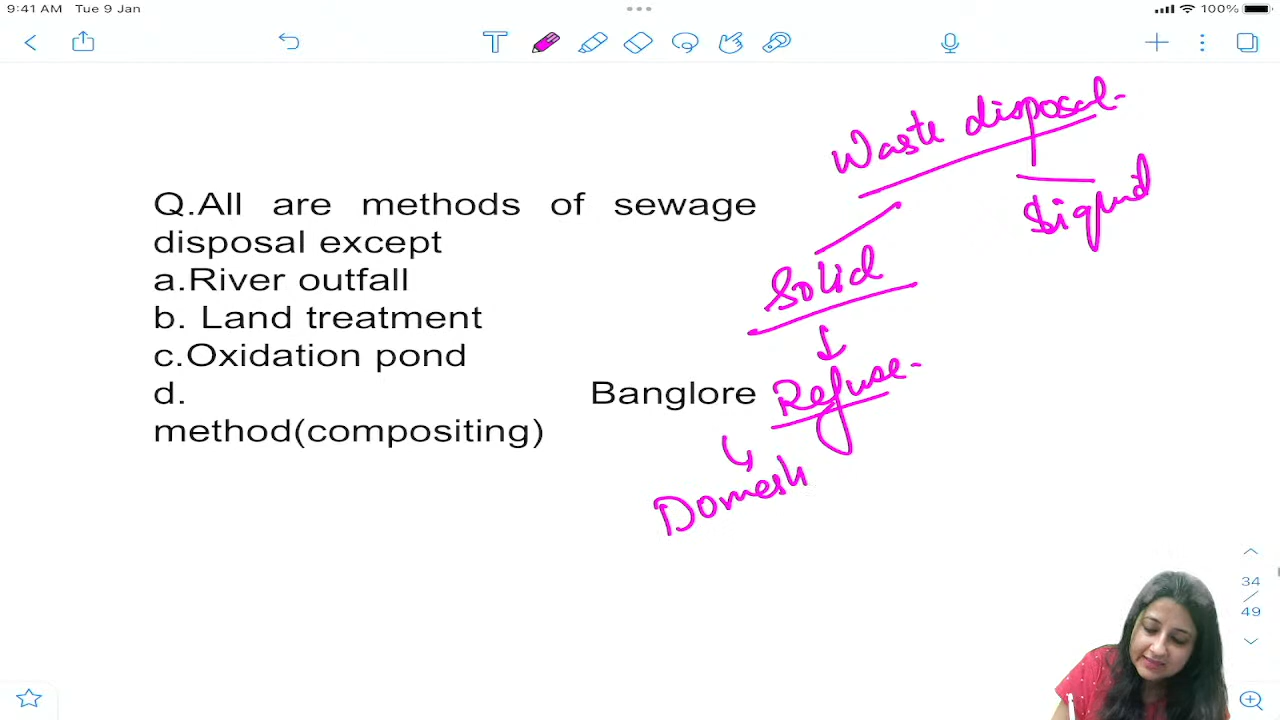 9:41 AM Tue 9 Jan
100%
Waste disposal
Liquid
Q.All are methods of sewage
disposal except
a.River outfall
b. Land treatment
c.Oxidation pond
d. Banglore
method(compositing)
Solid
Refuse
34
49